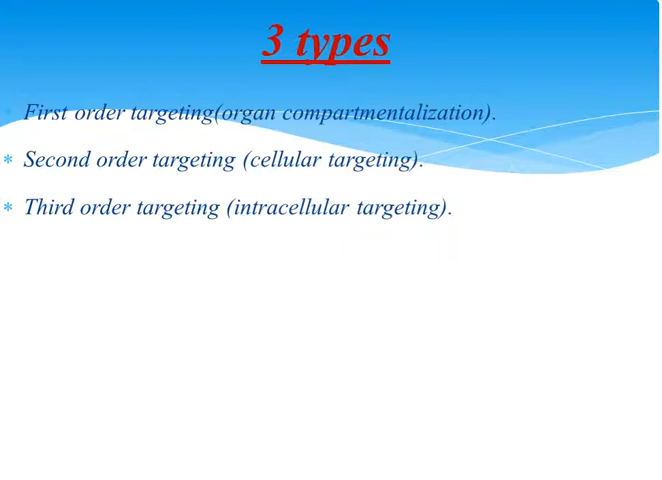 3 types
First order targeting(organ compartmentalization).
* Second order targeting (cellular targeting).
* Third order targeting (intracellular targeting).